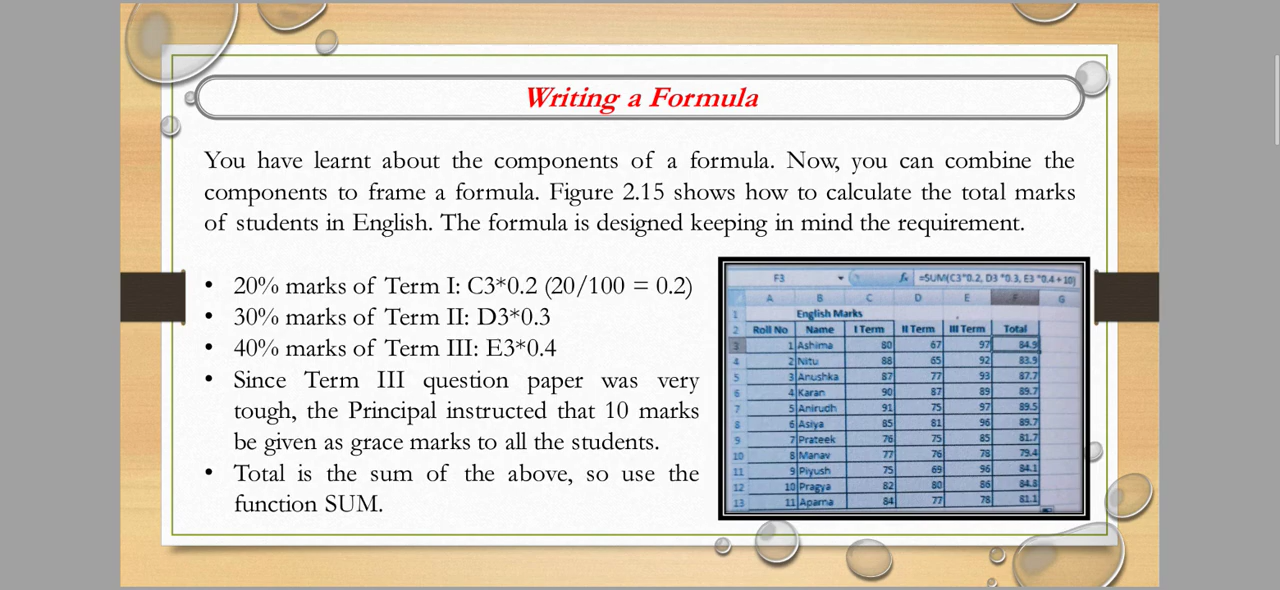 Writing a Formula
You have learnt about the components of a formula. Now, you can combine the
components to frame a formula. Figure 2.15 shows how to calculate the total marks
of students in English. The formula is designed keeping in mind the requirement.
• 20% marks of Term I: C3*0.2 (20/100 = 0.2)
• 30% marks of Term II: D3*0.3
• 40% marks of Term III: E3*0.4
• Since Term III question paper was very
tough, the Principal instructed that 10 marks
be given as grace marks to all the students.
• Total is the sum of the above, so use the
function SUM.
F3 fx =SUM(C3*0.2, D3 *0.3, E3 *0.4 + 10)
A B C D E F G
1 English Marks
2 Roll No Name I Term II Term III Term Total
3 1 Ashima 80 67 97 84.9
4 2 Nitu 88 65 92 83.9
5 3 Anushka 87 77 93 87.7
6 4 Karan 90 87 89 89.7
7 5 Anirudh 91 75 97 89.5
8 6 Asiya 85 81 96 89.7
9 7 Prateek 76 75 85 81.7
10 8 Manav 77 76 78 79.4
11 9 Piyush 75 69 96 84.1
12 10 Pragya 82 80 86 84.8
13 11 Aparna 84 77 78 81.1